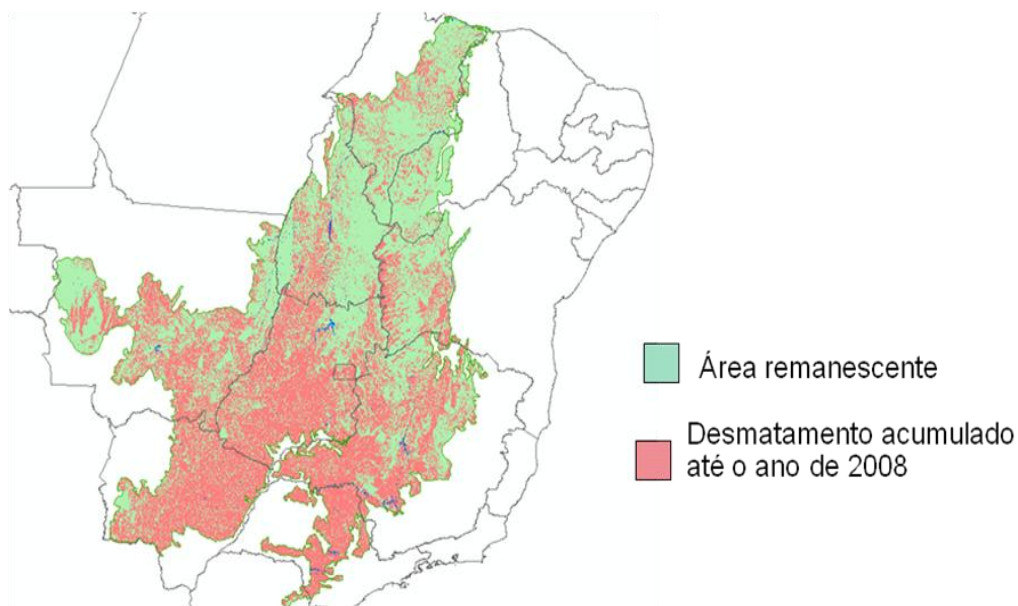 Área remanescente
Desmatamento acumulado
até o ano de 2008